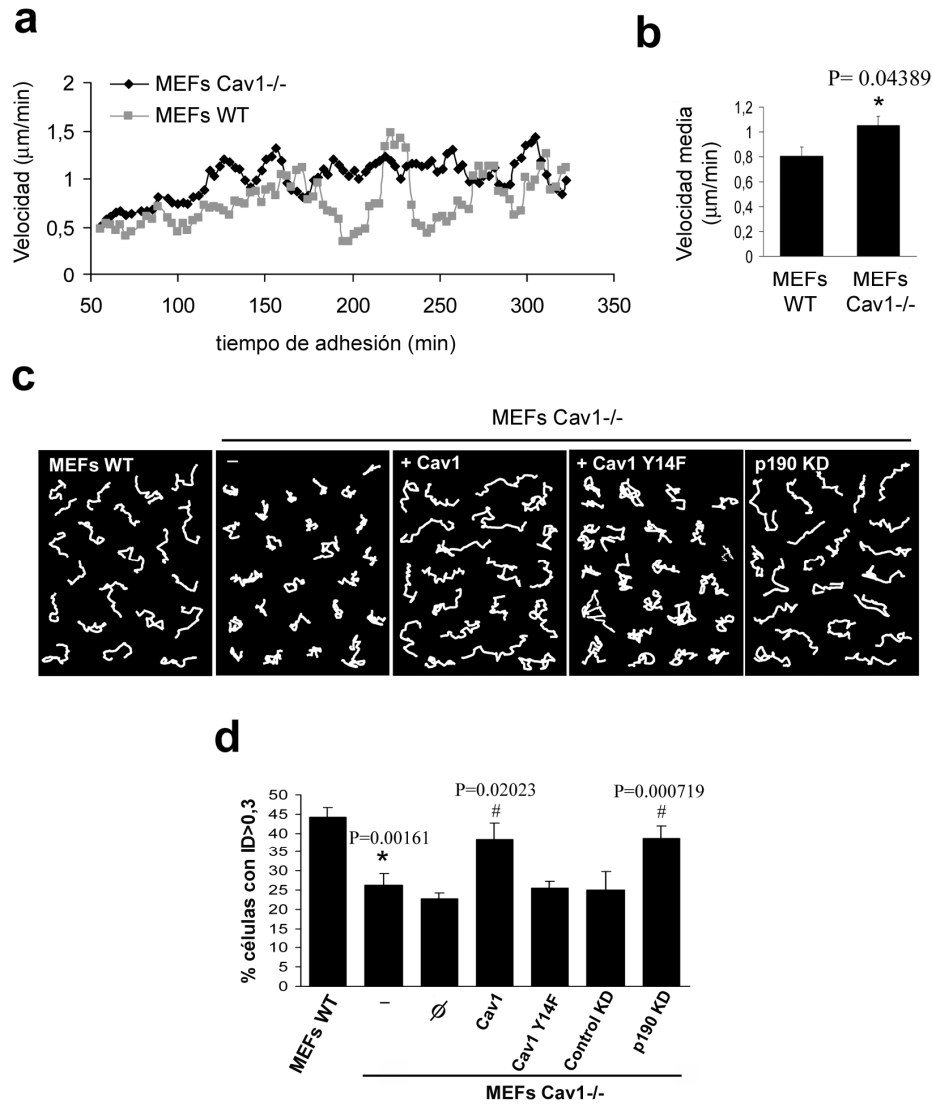 a
MEFs Cav1-/-
MEFs WT
Velocidad (μm/min)
2
1,5
1
0,5
0
50
100
150
200
250
300
350
tiempo de adhesión (min)
b
P= 0.04389
*
Velocidad media
(μm/min)
1,2
1
0,8
0,6
0,4
0,2
0
MEFs
WT
MEFs
Cav1-/-
c
MEFs Cav1-/-
MEFs WT
–
+ Cav1
+ Cav1 Y14F
p190 KD
d
% células con ID>0,3
50
45
40
35
30
25
20
15
10
5
0
P=0.00161
*
P=0.02023
#
P=0.000719
#
MEFs WT
–
Ø
Cav1
Cav1 Y14F
Control KD
p190 KD
MEFs Cav1-/-